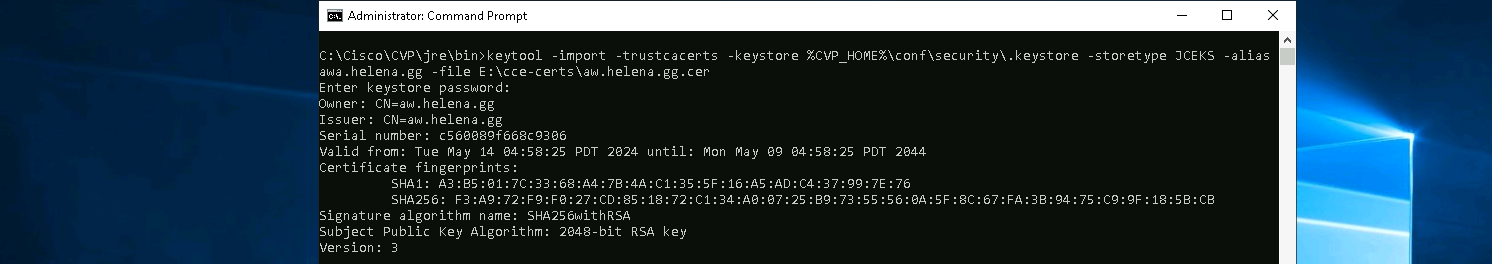 Administrator: Command Prompt
C:\Cisco\CVP\jre\bin>keytool -import -trustcacerts -keystore %CVP_HOME%\conf\security\.keystore -storetype JCEKS -alias
awa.helena.gg -file E:\cce-certs\aw.helena.gg.cer
Enter keystore password:
Owner: CN=aw.helena.gg
Issuer: CN=aw.helena.gg
Serial number: c560089f668c9306
Valid from: Tue May 14 04:58:25 PDT 2024 until: Mon May 09 04:58:25 PDT 2044
Certificate fingerprints:
SHA1: A3:B5:01:7C:33:68:A4:7B:4A:C1:35:5F:16:A5:AD:C4:37:99:7E:76
SHA256: F3:A9:72:F9:F0:27:CD:85:18:72:C1:34:A0:07:25:B9:73:55:56:0A:5F:8C:67:FA:3B:94:75:C9:9F:18:5B:CB
Signature algorithm name: SHA256withRSA
Subject Public Key Algorithm: 2048-bit RSA key
Version: 3